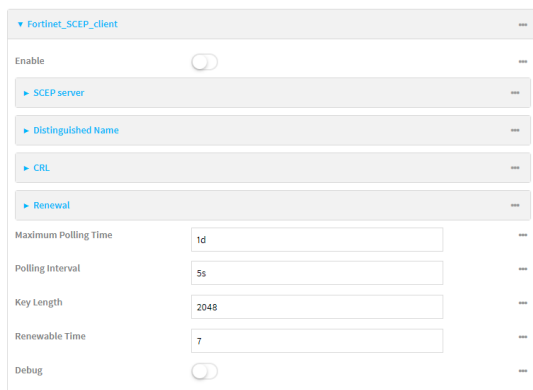 Fortinet_SCEP_client
Enable
SCEP server
Distinguished Name
CRL
Renewal
Maximum Polling Time 1d
Polling Interval 5s
Key Length 2048
Renewable Time 7
Debug